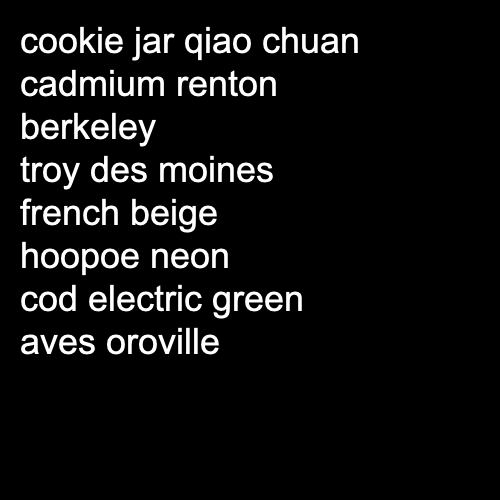 cookie jar qiao chuan
cadmium renton
berkeley
troy des moines
french beige
hoopoe neon
cod electric green
aves oroville